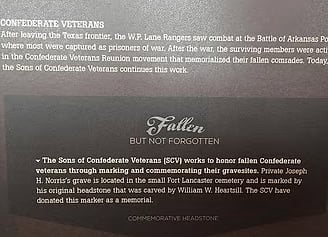 CONFEDERATE VETERANS
After leaving the Texas frontier, the W.P. Lane Rangers saw combat at the Battle of Arkansas Po
where most were captured as prisoners of war. After the war, the surviving members were acti
in the Confederate Veterans Reunion movement that memorialized their fallen comrades. Today,
the Sons of Confederate Veterans continues this work.
Fallen
BUT NOT FORGOTTEN
The Sons of Confederate Veterans (SCV) works to honor fallen Confederate
veterans through marking and commemorating their gravesites. Private Joseph
H. Norris's grave is located in the small Fort Lancaster cemetery and is marked by
his original headstone that was carved by William W. Heartsill. The SCV have
donated this marker as a memorial.
COMMEMORATIVE HEADSTONE